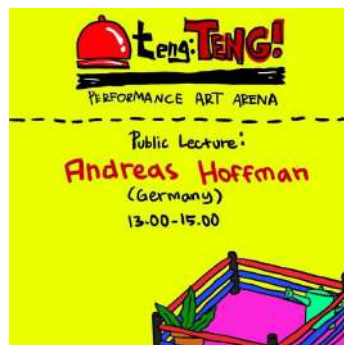 teng:TENG!
PERFORMANCE ART ARENA
Public Lecture:
Andreas Hoffman
(Germany)
13.00-15.00